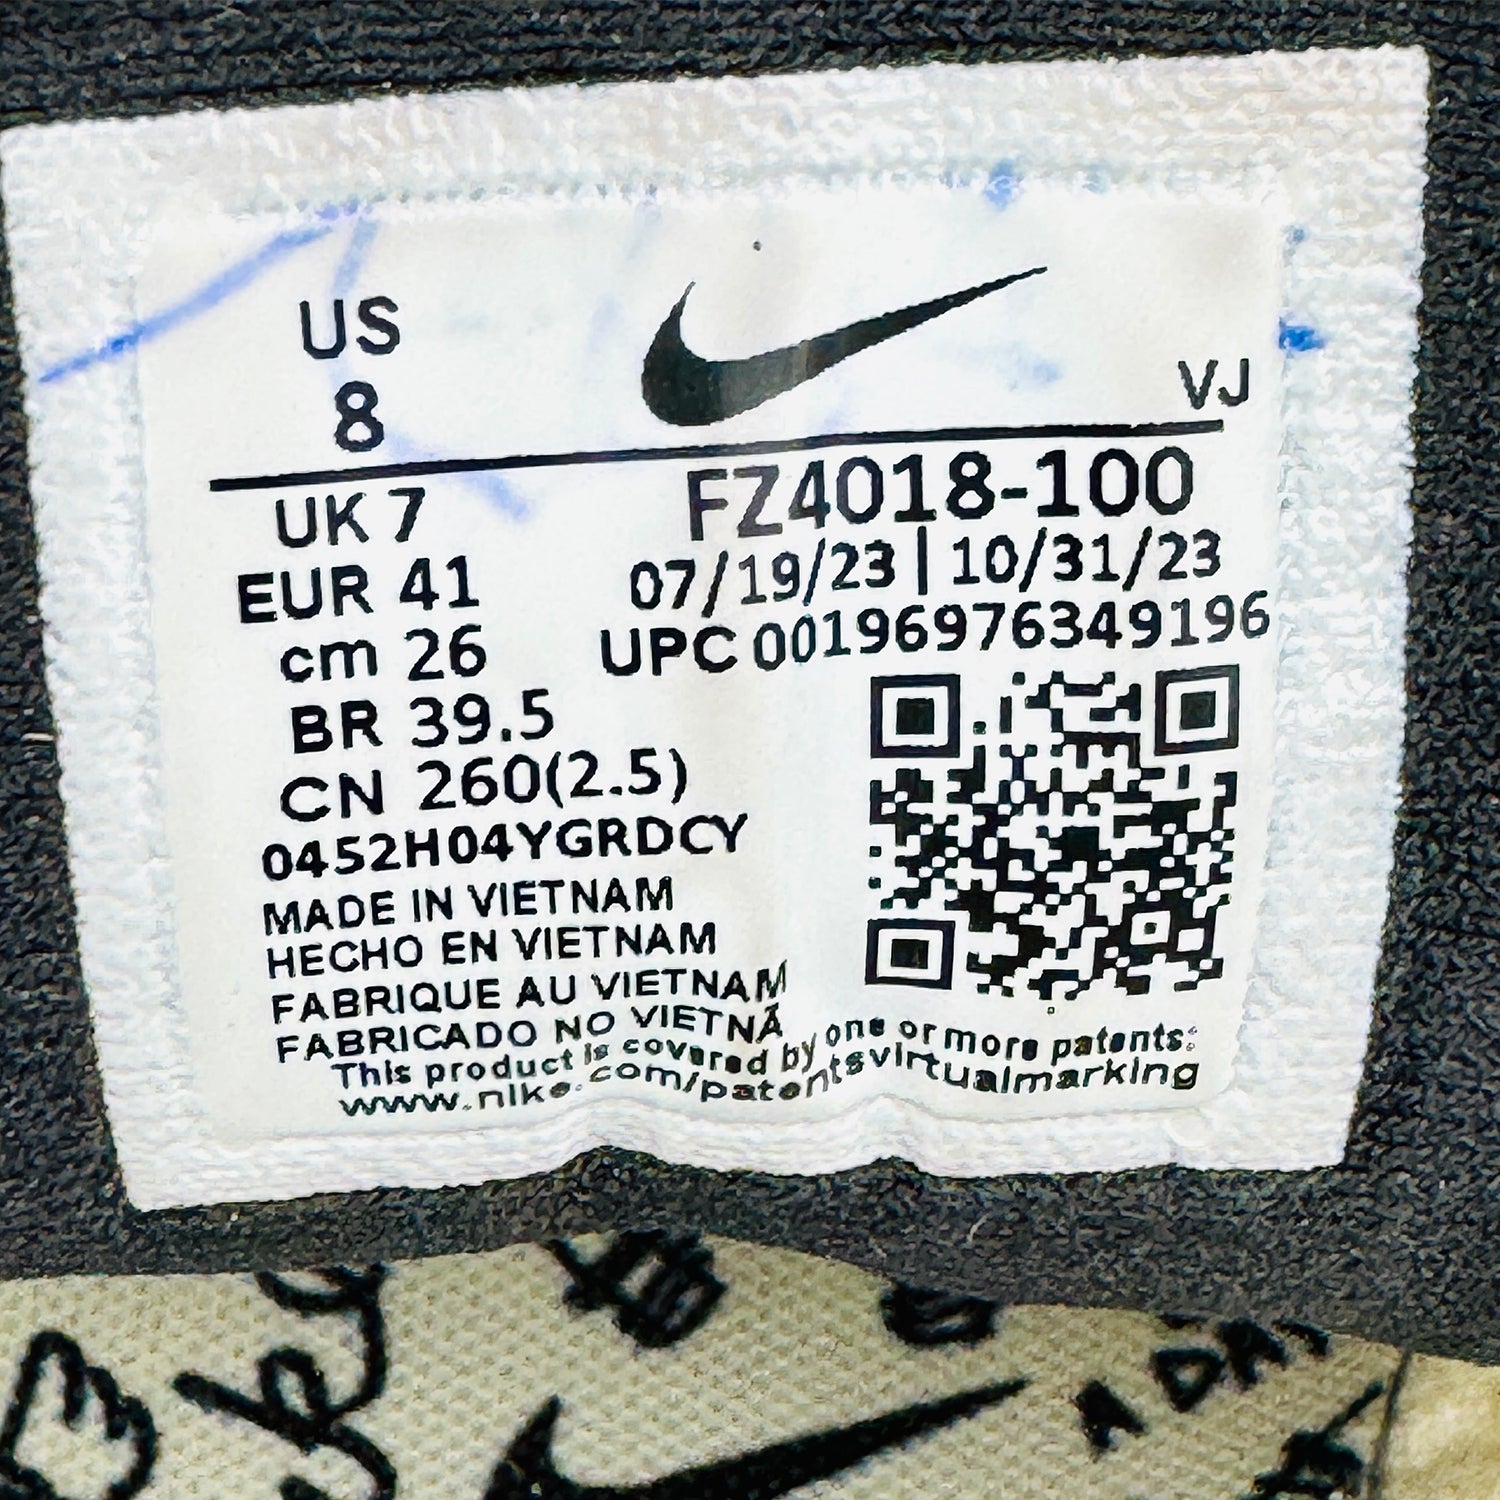 US
8
VJ
UK 7
FZ4018-100
EUR 41
07/19/23 | 10/31/23
cm 26
UPC 00196976349196
BR 39.5
CN 260(2.5)
0452H04YGRDCY
MADE IN VIETNAM
HECHO EN VIETNAM
FABRIQUE AU VIETNAM
FABRICADO NO VIETNÃ
This product is covered by one or more patents:
www.nike.com/patentsvirtualmarking
A DAY